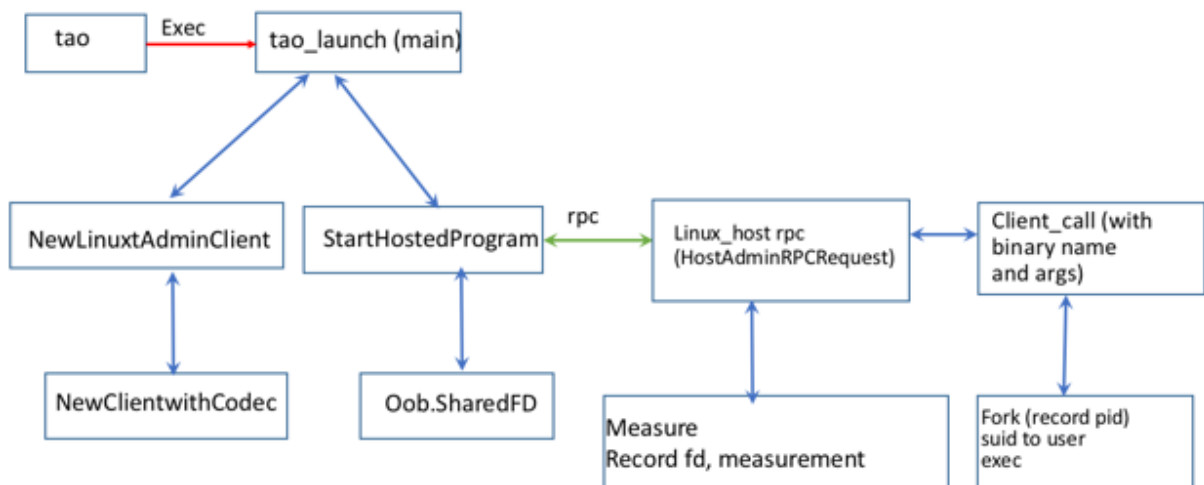 tao
Exec
tao_launch (main)
NewLinuxtAdminClient
StartHostedProgram
rpc
Linux_host rpc
(HostAdminRPCRequest)
Client_call (with
binary name
and args)
NewClientwithCodec
Oob.SharedFD
Measure
Record fd, measurement
Fork (record pid)
suid to user
exec